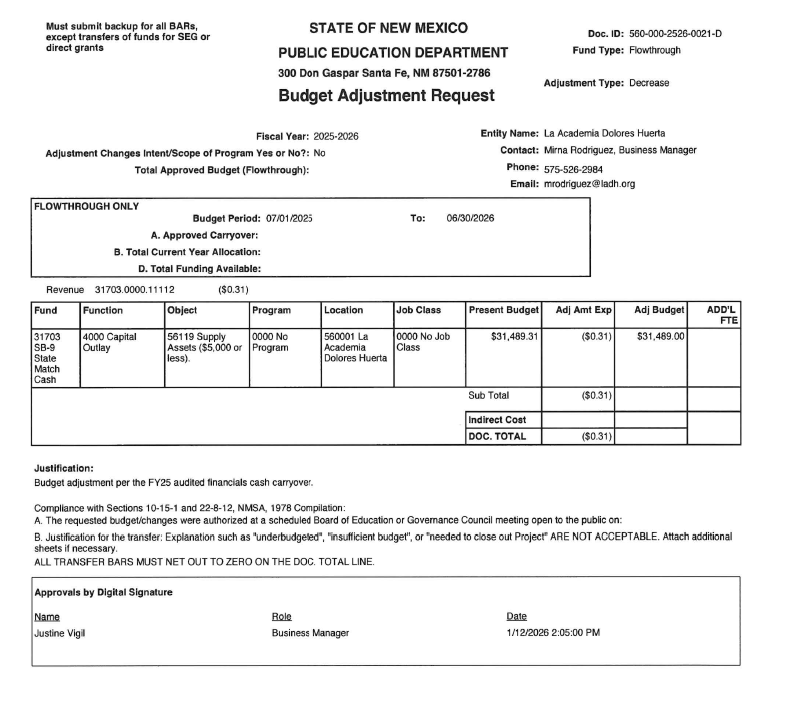 Must submit backup for all BARs,
except transfers of funds for SEG or
direct grants
STATE OF NEW MEXICO
PUBLIC EDUCATION DEPARTMENT
300 Don Gaspar Santa Fe, NM 87501-2786
Budget Adjustment Request
Doc. ID: 560-000-2526-0021-D
Fund Type: Flowthrough
Adjustment Type: Decrease
Fiscal Year: 2025-2026
Adjustment Changes Intent/Scope of Program Yes or No?: No
Total Approved Budget (Flowthrough):
Entity Name: La Academia Dolores Huerta
Contact: Mirna Rodriguez, Business Manager
Phone: 575-526-2984
Email: mrodriguez@ladh.org
FLOWTHROUGH ONLY
Budget Period: 07/01/2025 To: 06/30/2026
A. Approved Carryover:
B. Total Current Year Allocation:
D. Total Funding Available:
Revenue 31703.0000.11112 ($0.31)
Fund Function Object Program Location Job Class Present Budget Adj Amt Exp Adj Budget ADD'L
FTE
31703 4000 Capital 56119 Supply 0000 No 560001 La 0000 No Job $31,489.31 ($0.31) $31,489.00
SB-9 Outlay Assets ($5,000 or Program Academia Class
State less). Dolores Huerta
Match
Cash
Sub Total ($0.31)
Indirect Cost
DOC. TOTAL ($0.31)
Justification:
Budget adjustment per the FY25 audited financials cash carryover.
Compliance with Sections 10-15-1 and 22-8-12, NMSA, 1978 Compilation:
A. The requested budget/changes were authorized at a scheduled Board of Education or Governance Council meeting open to the public on:
B. Justification for the transfer: Explanation such as "underbudgeted", "insufficient budget", or "needed to close out Project" ARE NOT ACCEPTABLE. Attach additional
sheets if necessary.
ALL TRANSFER BARS MUST NET OUT TO ZERO ON THE DOC. TOTAL LINE.
Approvals by Digital Signature
Name Role Date
Justine Vigil Business Manager 1/12/2026 2:05:00 PM